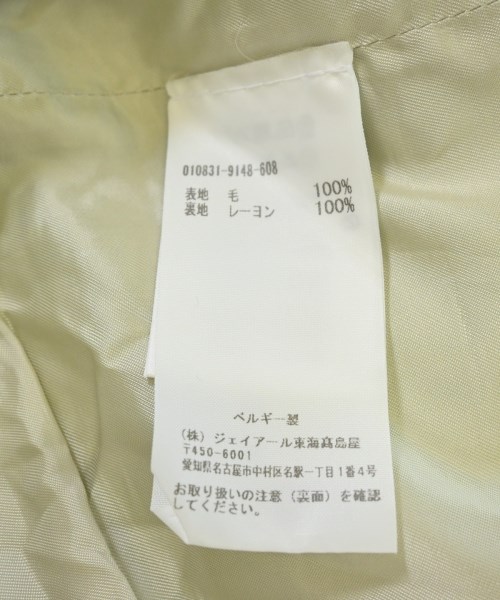 010831-9148-608
表地 毛 100%
裏地 レーヨン 100%
ベルギー製
(株) ジェイアール東海髙島屋
〒450-6001
愛知県名古屋市中村区名駅一丁目1番4号
お取り扱いの注意(裏面)を確認
してください。